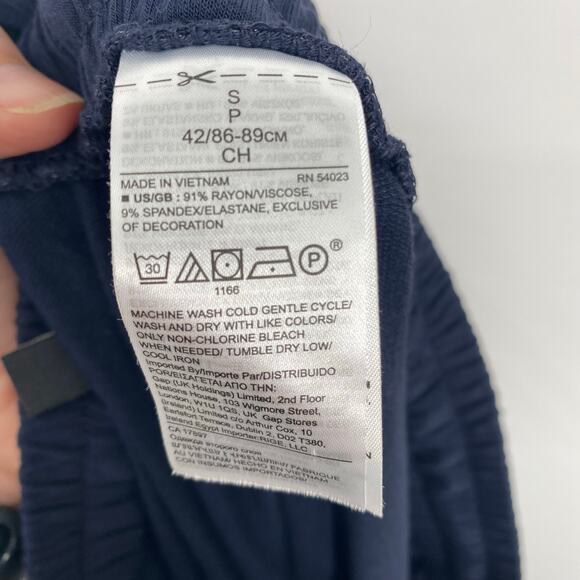 S
P
42/86-89CM
CH
MADE IN VIETNAM RN 54023
■ US/GB : 91% RAYON/VISCOSE,
9% SPANDEX/ELASTANE, EXCLUSIVE
OF DECORATION
30 P®
1166
MACHINE WASH COLD GENTLE CYCLE/
WASH AND DRY WITH LIKE COLORS/
ONLY NON-CHLORINE BLEACH
WHEN NEEDED/ TUMBLE DRY LOW/
COOL IRON
Imported By/Importe Par/DISTRIBUIDO
POR/ΕΙΣΑΓΕΤΑΙ ΑΠΟ ΤΗΝ:
Gap (UK Holdings) Limited, 2nd Floor
Nations House, 103 Wigmore Street,
London, W1U 1QS, UK Gap Stores
(Ireland) Limited c/o Arthur Cox, 10
Earlsfort Terrace, Dublin 2, D02 T380,
Ireland Egypt Importer:RIGE, LLC
CA 17897
Одежда второго слоя
FABRIQUE
AU VIETNAM/ HECHO EN VIETNAM
CON INSUMOS IMPORTADOS/